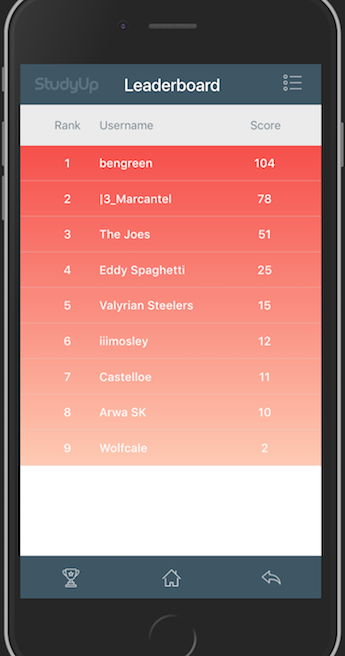 StudyUp Leaderboard
Rank Username Score
1 bengreen 104
2 |3_Marcantel 78
3 The Joes 51
4 Eddy Spaghetti 25
5 Valyrian Steelers 15
6 iiimosley 12
7 Castelloe 11
8 Arwa SK 10
9 Wolfcale 2